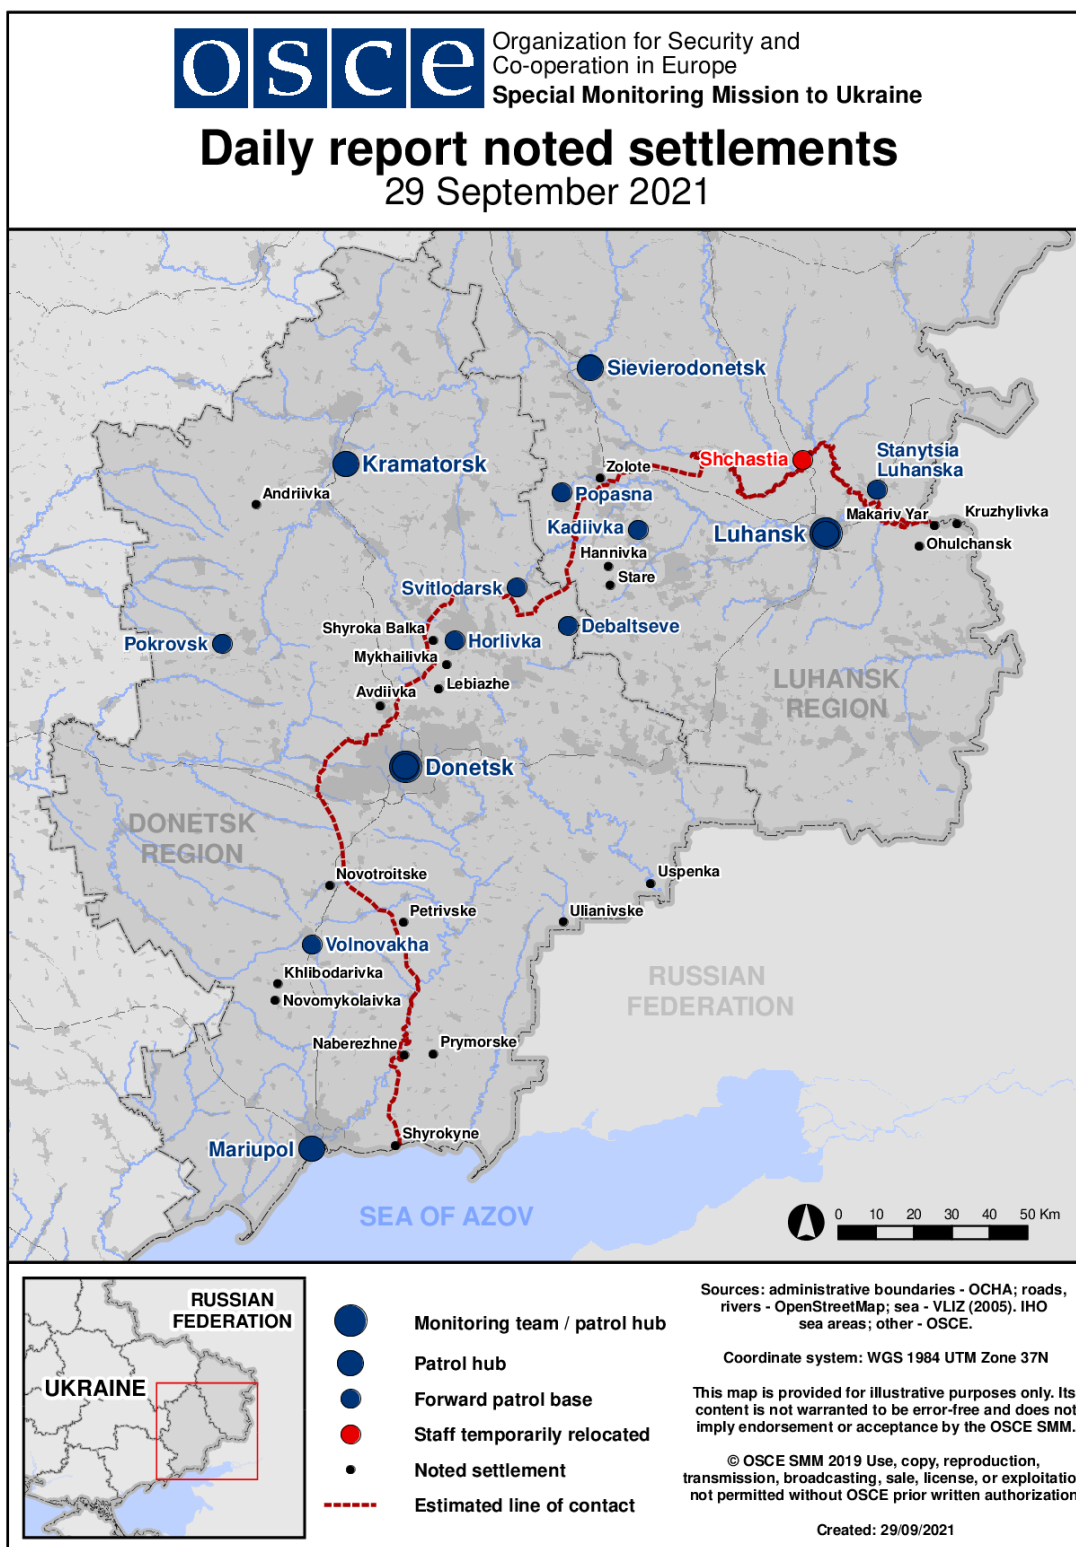 osce
Organization for Security and
Co-operation in Europe
Special Monitoring Mission to Ukraine
Daily report noted settlements
29 September 2021
Sievierodonetsk
Kramatorsk
Shchastia
Stanytsia
Luhanska
Zolote
Andriivka
Popasna
Makariv Yar
Kruzhylivka
Kadiivka
Luhansk
Ohulchansk
Hannivka
Stare
Svitlodarsk
Shyroka Balka
Horlivka
Debaltseve
Pokrovsk
Mykhailivka
Lebiazhe
Avdiivka
LUHANSK
REGION
Donetsk
DONETSK
REGION
Novotroitske
Uspenka
Petrivske
Ulianivske
Volnovakha
Khlibodarivka
Novomykolaivka
RUSSIAN
FEDERATION
Naberezhne
Prymorske
Shyrokyne
Mariupol
SEA OF AZOV
0 10 20 30 40 50 Km
RUSSIAN
FEDERATION
UKRAINE
Monitoring team / patrol hub
Patrol hub
Forward patrol base
Staff temporarily relocated
Noted settlement
Estimated line of contact
Sources: administrative boundaries - OCHA; roads,
rivers - OpenStreetMap; sea - VLIZ (2005). IHO
sea areas; other - OSCE.
Coordinate system: WGS 1984 UTM Zone 37N
This map is provided for illustrative purposes only. Its
content is not warranted to be error-free and does not
imply endorsement or acceptance by the OSCE SMM.
© OSCE SMM 2019 Use, copy, reproduction,
transmission, broadcasting, sale, license, or exploitatio
not permitted without OSCE prior written authorization
Created: 29/09/2021